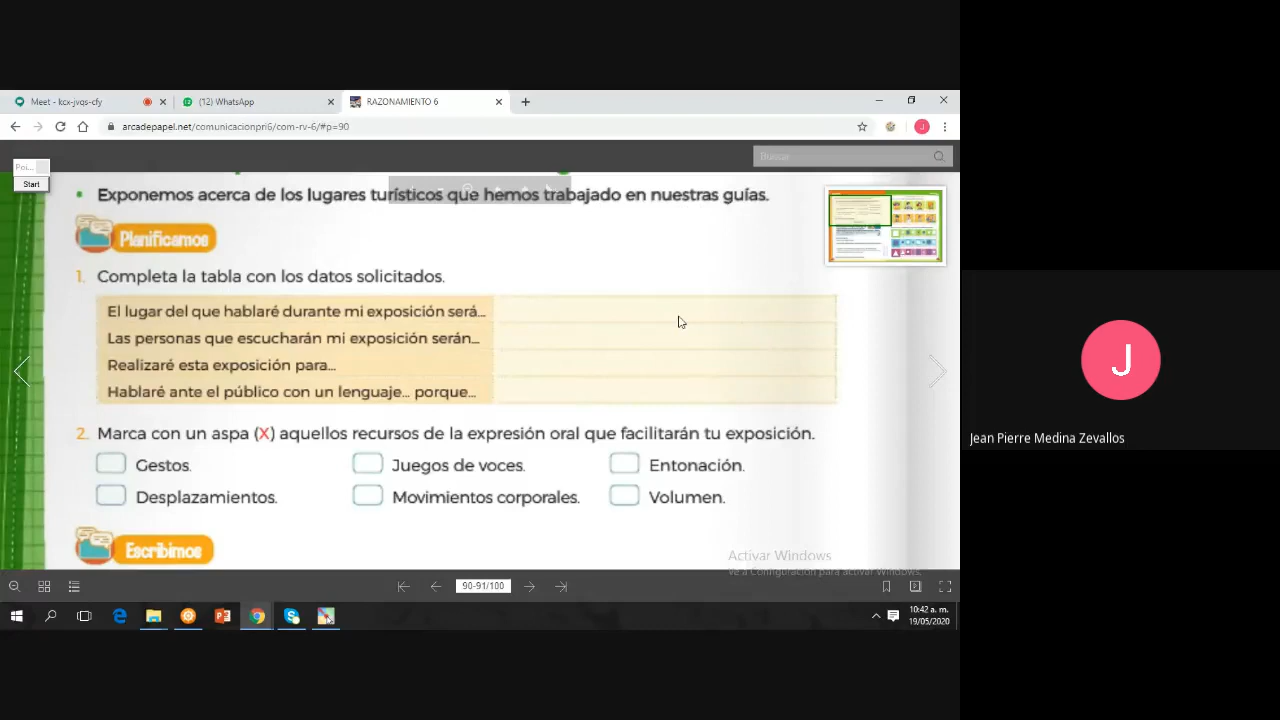 Meet - kcx-jvqs-cfy
(12) WhatsApp
RAZONAMIENTO 6
arcadepapel.net/comunicacionpri6/com-rv-6/#p=90
J
Buscar
Poi...
Start
• Exponemos acerca de los lugares turísticos que hemos trabajado en nuestras guías.
Planificamos
1. Completa la tabla con los datos solicitados.
El lugar del que hablaré durante mi exposición será...
Las personas que escucharán mi exposición serán...
Realizaré esta exposición para...
Hablaré ante el público con un lenguaje... porque...
2. Marca con un aspa (X) aquellos recursos de la expresión oral que facilitarán tu exposición.
Gestos. Juegos de voces. Entonación.
Desplazamientos. Movimientos corporales. Volumen.
Escribimos
Activar Windows
Ve a Configuración para activar Windows.
90-91/100
10:42 a. m.
19/05/2020
J
Jean Pierre Medina Zevallos